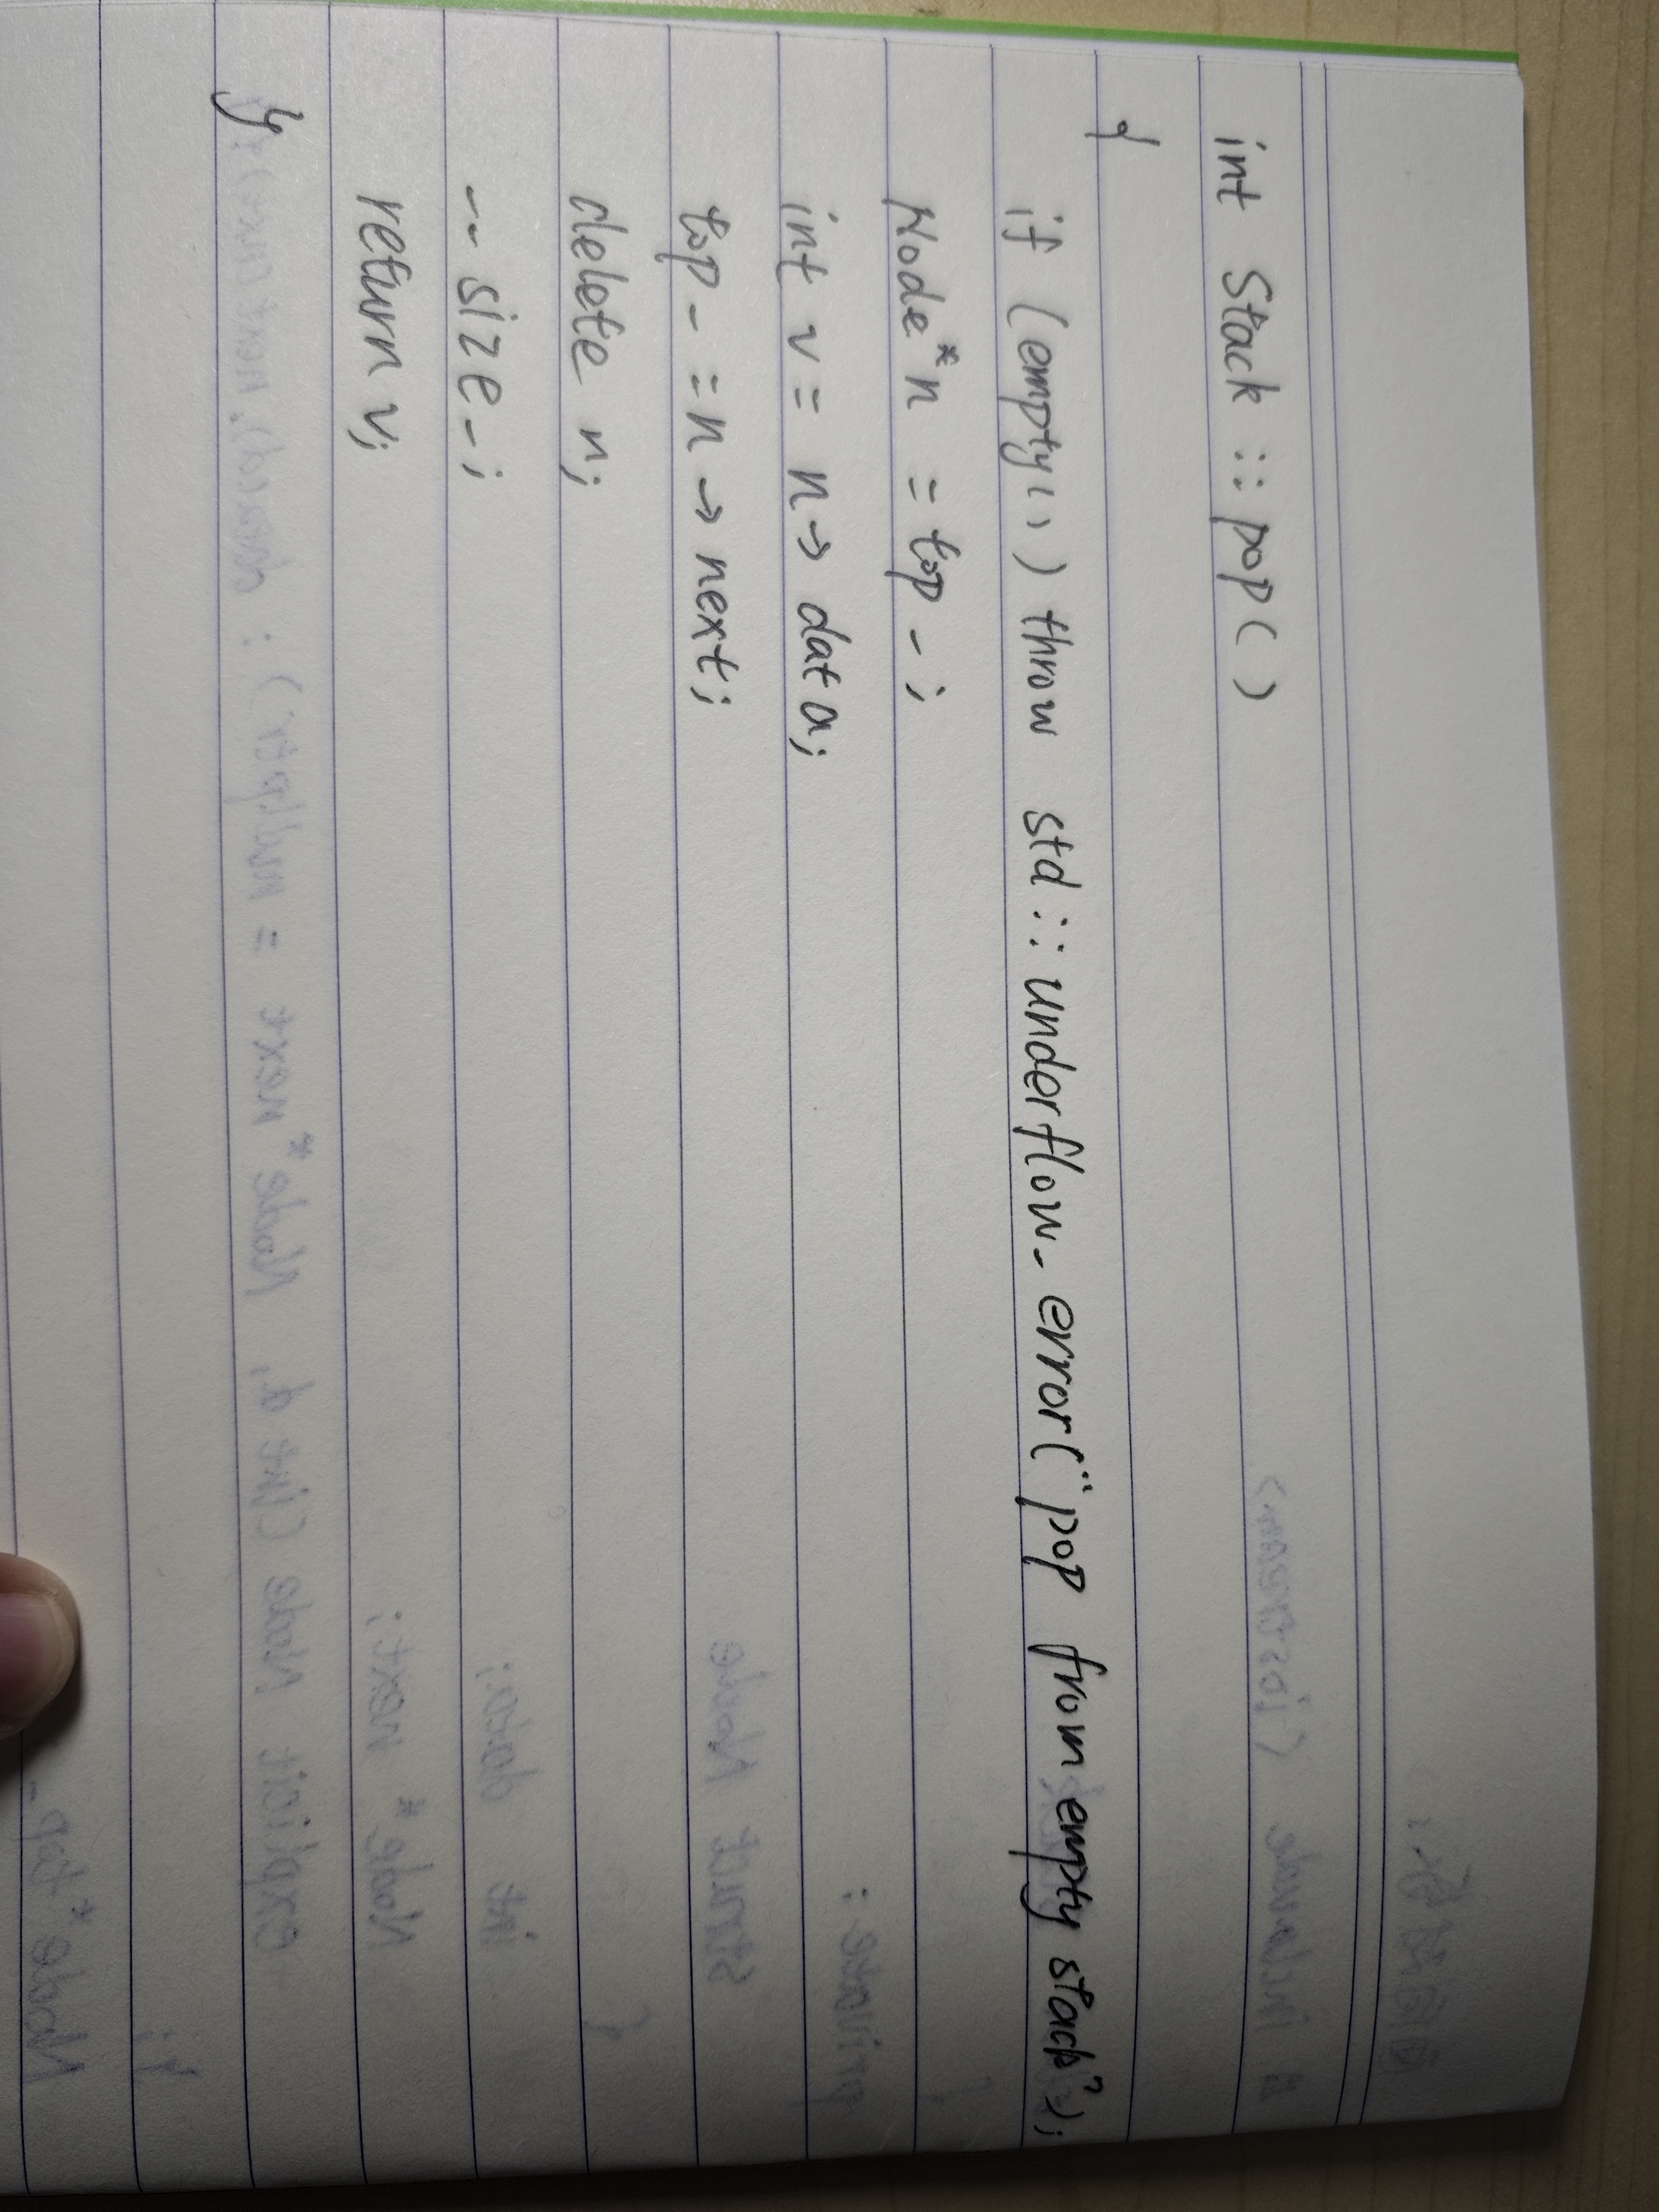 int Stack :: pop()
{
if (empty()) throw std :: underflow_error("pop from empty stack");
Node*n = top_;
int v = n-> data;
top_ = n -> next;
delete n;
--size_;
return v;
}